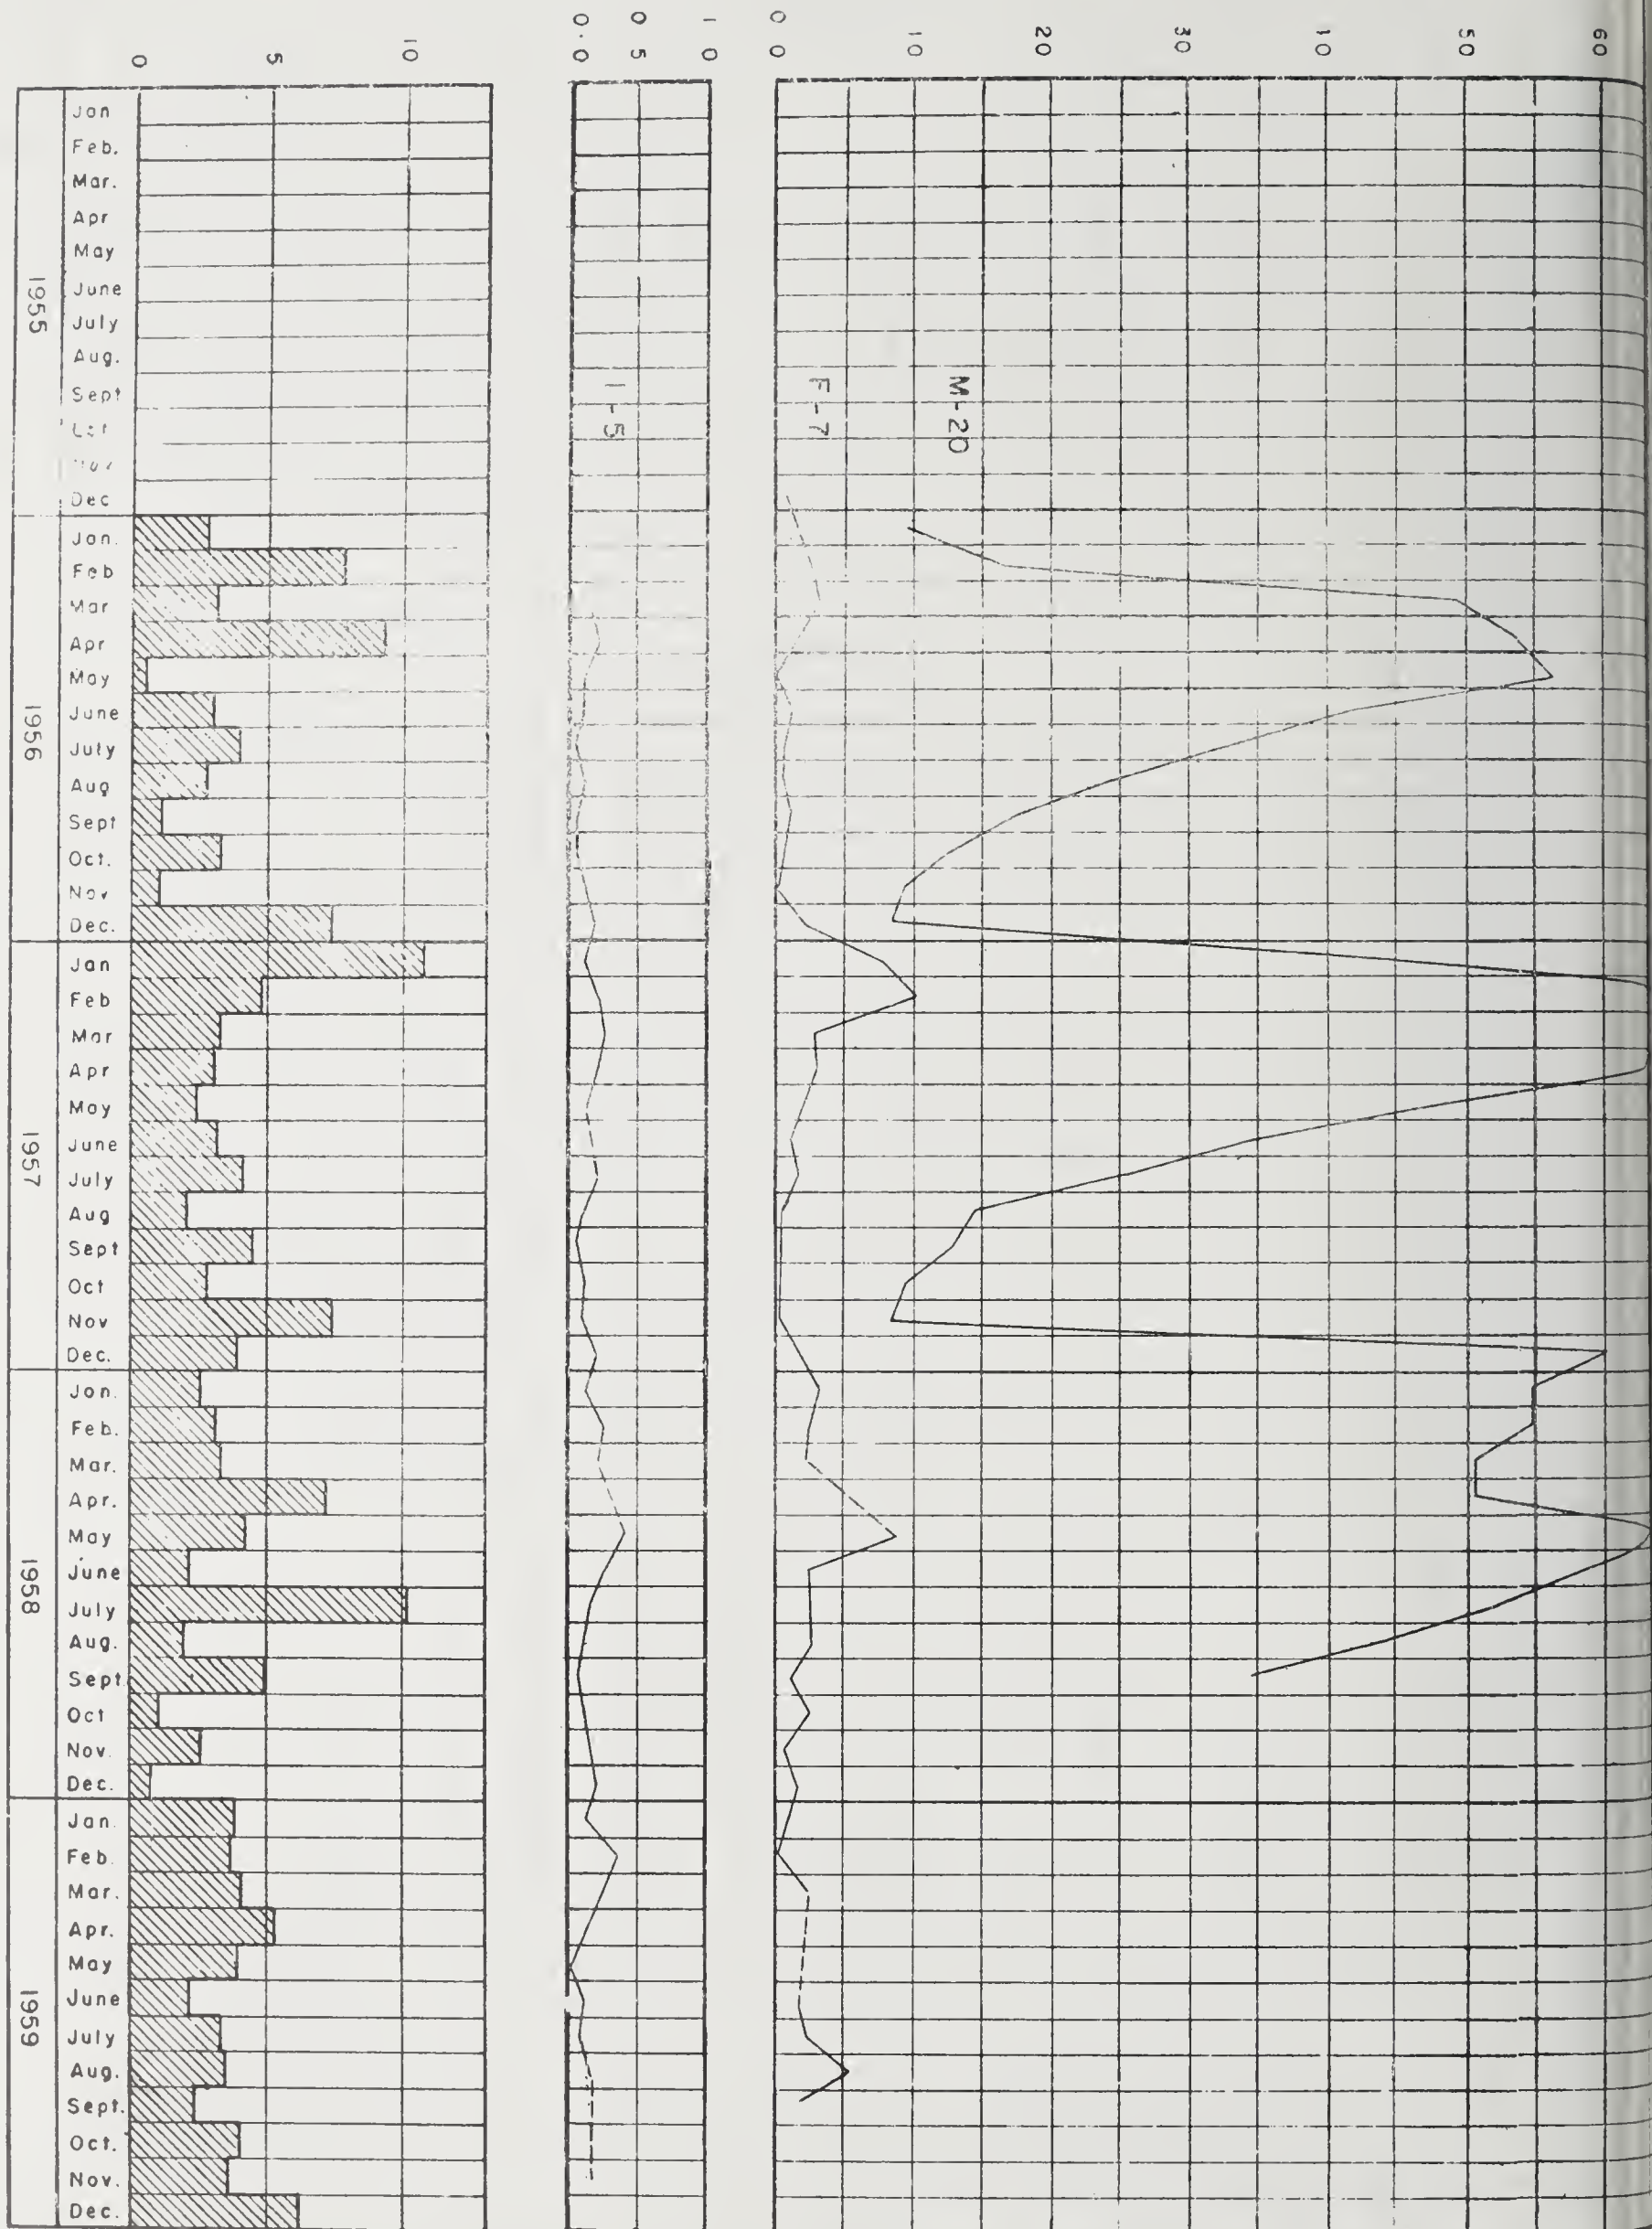 0 5 10
0.0 0 5 1 0
0 0 10 20 30 10 50 60
1-5
F-7
M-20
1955
Jan
Feb.
Mar.
Apr
May
June
July
Aug.
Sept
Dec
1956
Jan.
Feb
Mar
Apr
May
June
July
Aug
Sept
Oct.
Nov
Dec.
1957
Jan
Feb
Mar
Apr
May
June
July
Aug
Sept
Oct
Nov
Dec.
1958
Jan.
Feb.
Mar.
Apr.
May
June
July
Aug.
Sept.
Oct
Nov.
Dec.
1959
Jan.
Feb.
Mar.
Apr.
May
June
July
Aug.
Sept.
Oct.
Nov.
Dec.